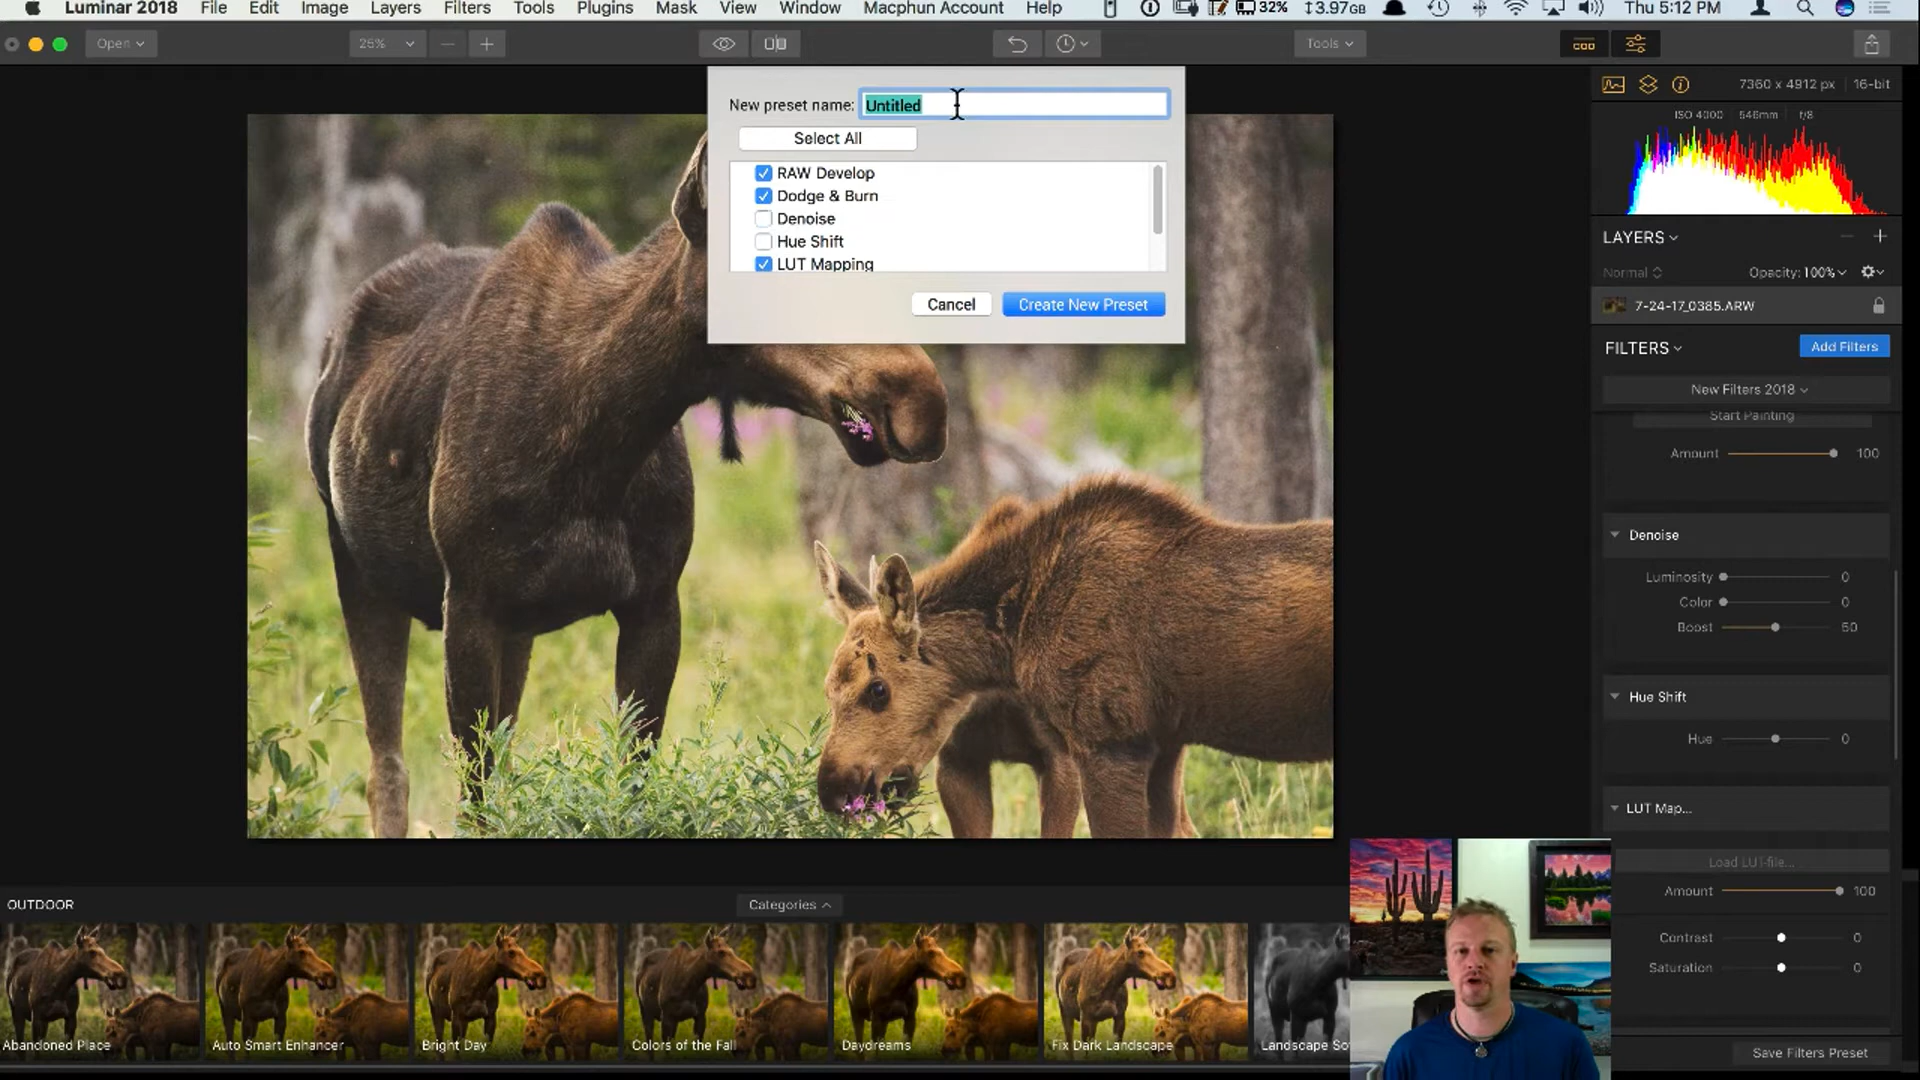 Luminar 2018 File Edit Image Layers Filters Tools Plugins Mask View Window Macphun Account Help 32% 3.97GB Thu 5:12 PM
Open 25% Tools
New preset name: Untitled
Select All
RAW Develop
Dodge & Burn
Denoise
Hue Shift
LUT Mapping
Cancel Create New Preset
7360 x 4912 px 16-bit
ISO 4000 546mm f/8
LAYERS
Normal Opacity: 100%
7-24-17_0385.ARW
FILTERS Add Filters
New Filters 2018
Start Painting
Amount 100
Denoise
Luminosity 0
Color 0
Boost 50
Hue Shift
Hue 0
LUT Map...
Load LUT-file...
Amount 100
Contrast 0
Saturation 0
Save Filters Preset
OUTDOOR Categories
Abandoned Place Auto Smart Enhancer Bright Day Colors of the Fall Daydreams Fix Dark Landscape Landscape So